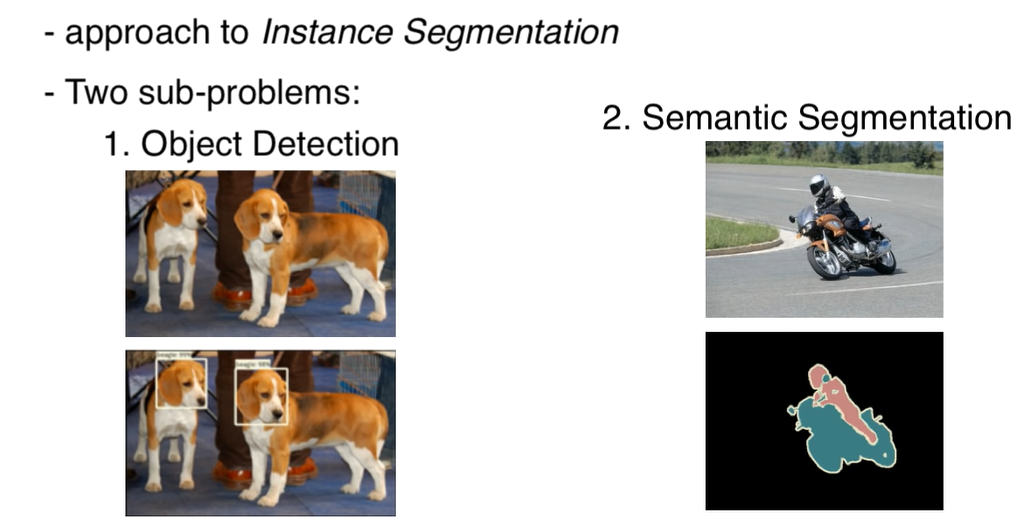 - approach to Instance Segmentation
- Two sub-problems:
1. Object Detection
2. Semantic Segmentation